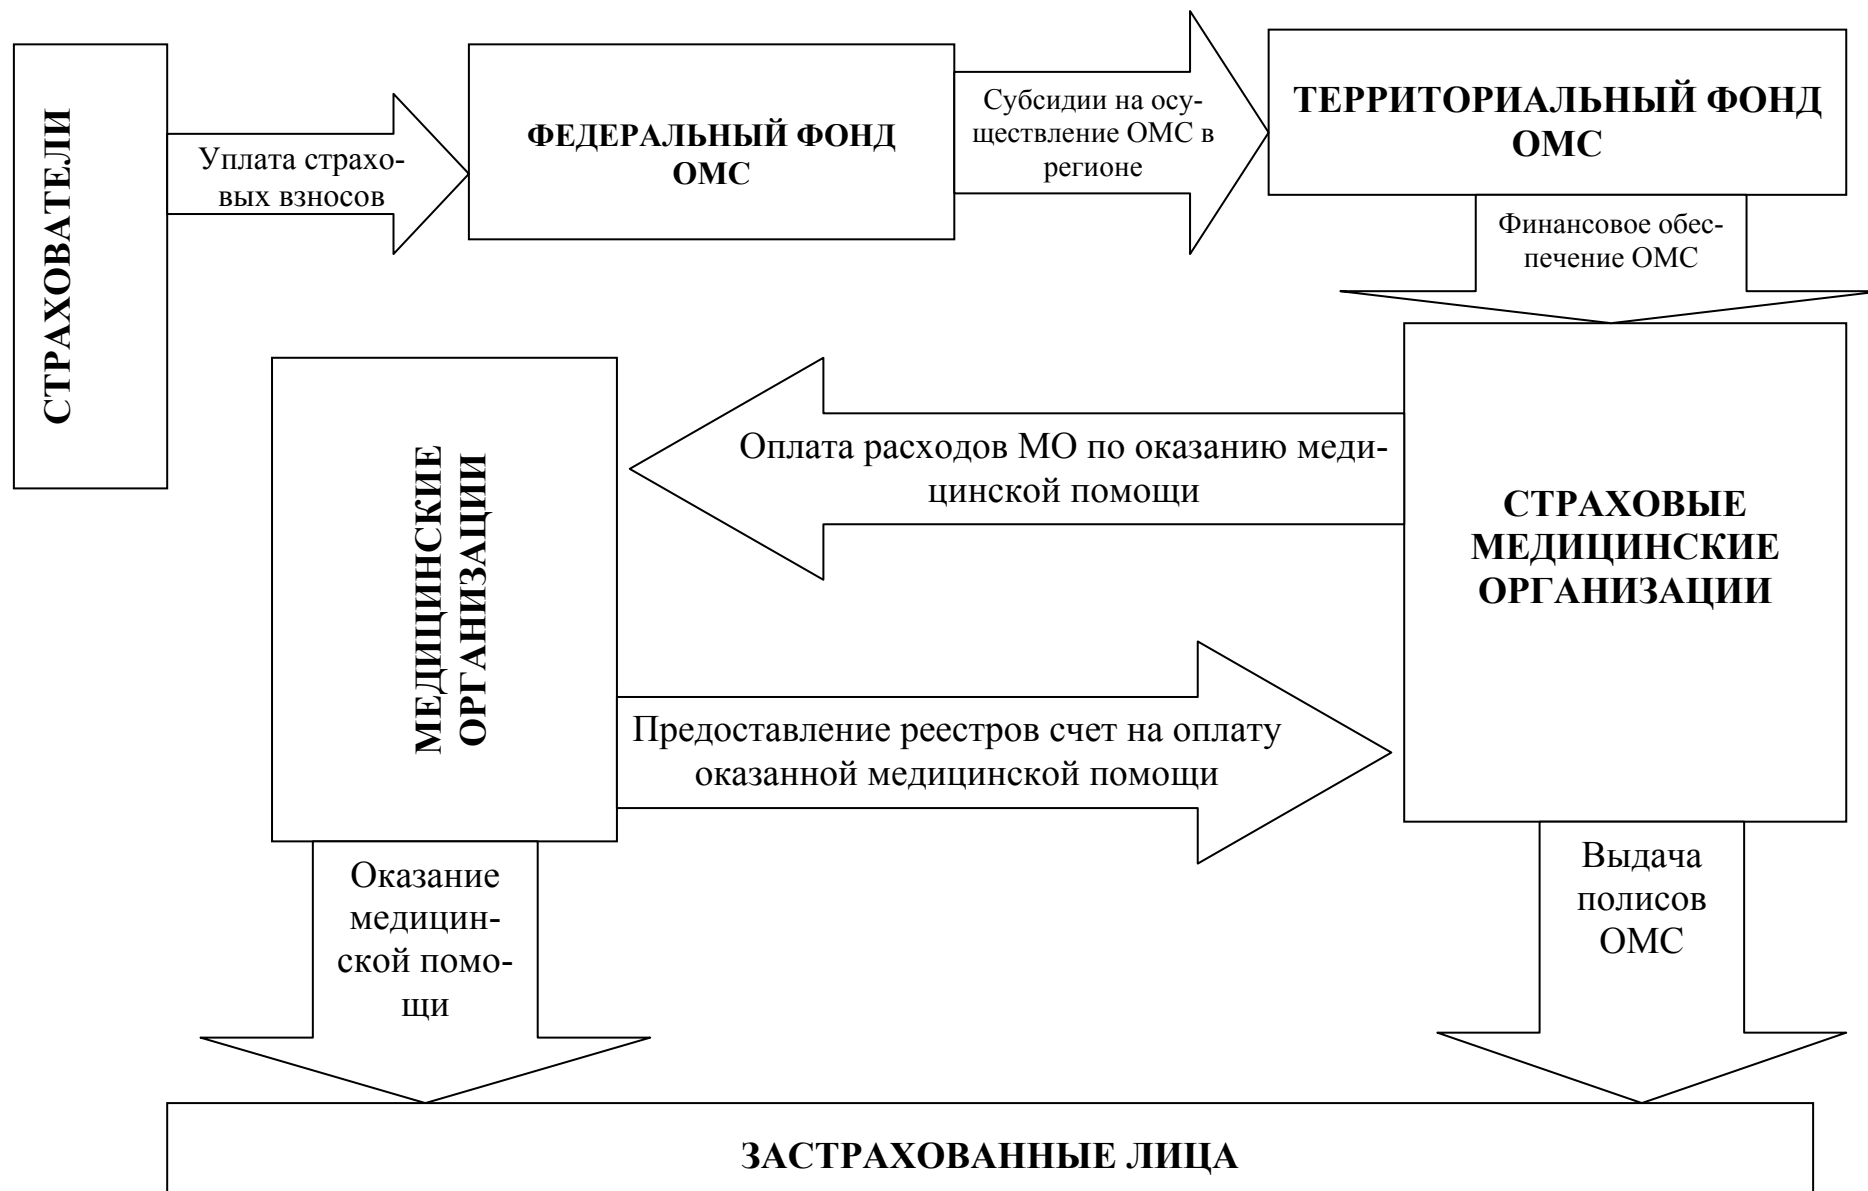 СТРАХОВАТЕЛИ
Уплата страхо-
вых взносов
ФЕДЕРАЛЬНЫЙ ФОНД
ОМС
Субсидии на осу-
ществление ОМС в
регионе
ТЕРРИТОРИАЛЬНЫЙ ФОНД
ОМС
Финансовое обес-
печение ОМС
МЕДИЦИНСКИЕ
ОРГАНИЗАЦИИ
Оплата расходов МО по оказанию меди-
цинской помощи
СТРАХОВЫЕ
МЕДИЦИНСКИЕ
ОРГАНИЗАЦИИ
Предоставление реестров счет на оплату
оказанной медицинской помощи
Оказание
медицин-
ской помо-
щи
Выдача
полисов
ОМС
ЗАСТРАХОВАННЫЕ ЛИЦА